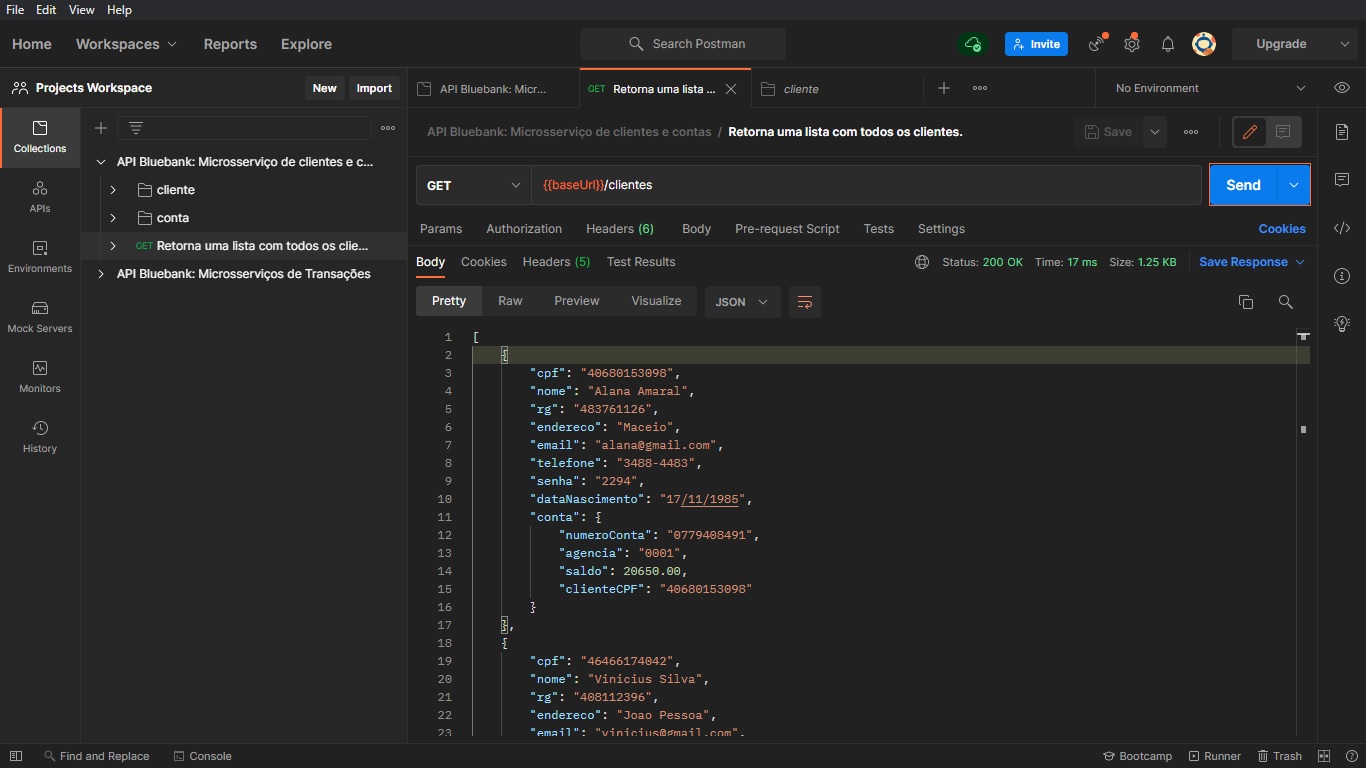 File Edit View Help
Home Workspaces Reports Explore Search Postman Invite Upgrade
Projects Workspace New Import API Bluebank: Micr... GET Retorna uma lista ... cliente No Environment
Collections
APIs
Environments
Mock Servers
Monitors
History
API Bluebank: Microsserviço de clientes e c...
cliente
conta
GET Retorna uma lista com todos os clie...
API Bluebank: Microsserviços de Transações
API Bluebank: Microsserviço de clientes e contas / Retorna uma lista com todos os clientes. Save
GET {{baseUrl}}/clientes Send
Params Authorization Headers (6) Body Pre-request Script Tests Settings Cookies
Body Cookies Headers (5) Test Results Status: 200 OK Time: 17 ms Size: 1.25 KB Save Response
Pretty Raw Preview Visualize JSON
1 [
2 {
3 "cpf": "40680153098",
4 "nome": "Alana Amaral",
5 "rg": "483761126",
6 "endereco": "Maceio",
7 "email": "alana@gmail.com",
8 "telefone": "3488-4483",
9 "senha": "2294",
10 "dataNascimento": "17/11/1985",
11 "conta": {
12 "numeroConta": "0779408491",
13 "agencia": "0001",
14 "saldo": 20650.00,
15 "clienteCPF": "40680153098"
16 }
17 },
18 {
19 "cpf": "46466174042",
20 "nome": "Vinicius Silva",
21 "rg": "408112396",
22 "endereco": "Joao Pessoa",
23 "email": "vinicius@gmail.com",
Find and Replace Console Bootcamp Runner Trash